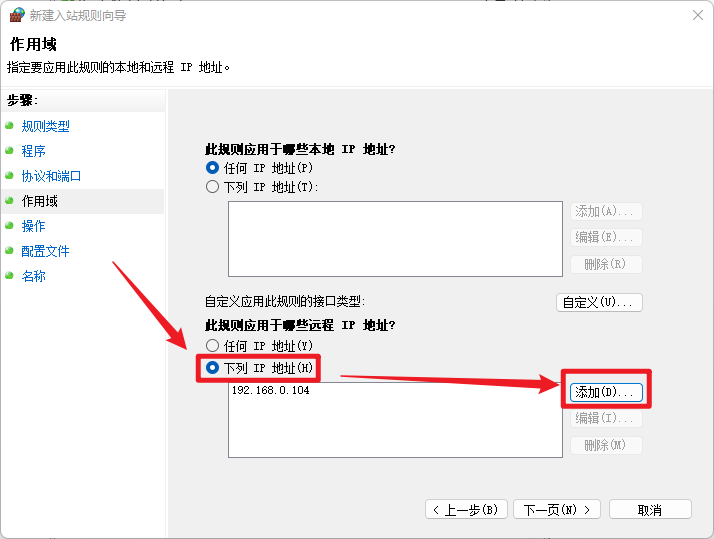 新建入站规则向导
作用域
指定要应用此规则的本地和远程 IP 地址。
步骤:
规则类型
程序
协议和端口
作用域
操作
配置文件
名称
此规则应用于哪些本地 IP 地址?
任何 IP 地址(P)
下列 IP 地址(T):
添加(A)...
编辑(E)...
删除(R)
自定义应用此规则的接口类型:
自定义(U)...
此规则应用于哪些远程 IP 地址?
任何 IP 地址(Y)
下列 IP 地址(H)
192.168.0.104
添加(D)...
编辑(I)...
删除(M)
< 上一步(B)
下一页(N) >
取消